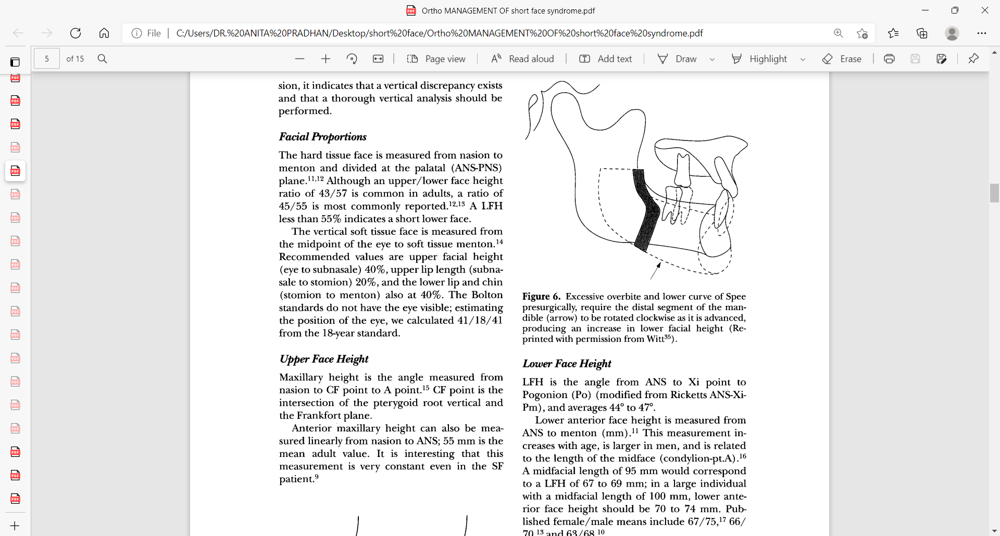 Ortho MANAGEMENT OF short face syndrome.pdf
File
C:/Users/DR.%20ANITA%20PRADHAN/Desktop/short%20face/Ortho%20MANAGEMENT%20OF%20short%20face%20syndrome.pdf
5 of 15
Page view
Read aloud
Add text
Draw
Highlight
Erase
sion, it indicates that a vertical discrepancy exists
and that a thorough vertical analysis should be
performed.
Facial Proportions
The hard tissue face is measured from nasion to
menton and divided at the palatal (ANS-PNS)
plane.11,12 Although an upper/lower face height
ratio of 43/57 is common in adults, a ratio of
45/55 is most commonly reported.12,13 A LFH
less than 55% indicates a short lower face.
The vertical soft tissue face is measured from
the midpoint of the eye to soft tissue menton.14
Recommended values are upper facial height
(eye to subnasale) 40%, upper lip length (subna-
sale to stomion) 20%, and the lower lip and chin
(stomion to menton) also at 40%. The Bolton
standards do not have the eye visible; estimating
the position of the eye, we calculated 41/18/41
from the 18-year standard.
Upper Face Height
Maxillary height is the angle measured from
nasion to CF point to A point.15 CF point is the
intersection of the pterygoid root vertical and
the Frankfort plane.
Anterior maxillary height can also be mea-
sured linearly from nasion to ANS; 55 mm is the
mean adult value. It is interesting that this
measurement is very constant even in the SF
patient.9
Figure 6. Excessive overbite and lower curve of Spee
presurgically, require the distal segment of the man-
dible (arrow) to be rotated clockwise as it is advanced,
producing an increase in lower facial height (Re-
printed with permission from Witt35).
Lower Face Height
LFH is the angle from ANS to Xi point to
Pogonion (Po) (modified from Ricketts ANS-Xi-
Pm), and averages 44° to 47°.
Lower anterior face height is measured from
ANS to menton (mm).11 This measurement in-
creases with age, is larger in men, and is related
to the length of the midface (condylion-pt.A).16
A midfacial length of 95 mm would correspond
to a LFH of 67 to 69 mm; in a large individual
with a midfacial length of 100 mm, lower ante-
rior face height should be 70 to 74 mm. Pub-
lished female/male means include 67/75,17 66/
70,13 and 63/68.10